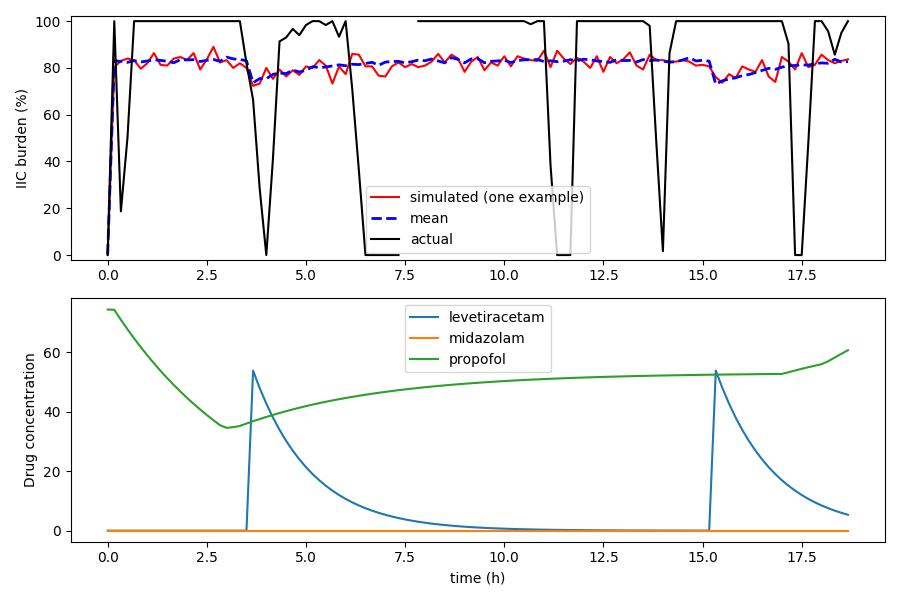 100
80
60
40
20
0
IIC burden (%)
simulated (one example)
mean
actual
0.0 2.5 5.0 7.5 10.0 12.5 15.0 17.5
60
40
20
0
Drug concentration
levetiracetam
midazolam
propofol
0.0 2.5 5.0 7.5 10.0 12.5 15.0 17.5
time (h)